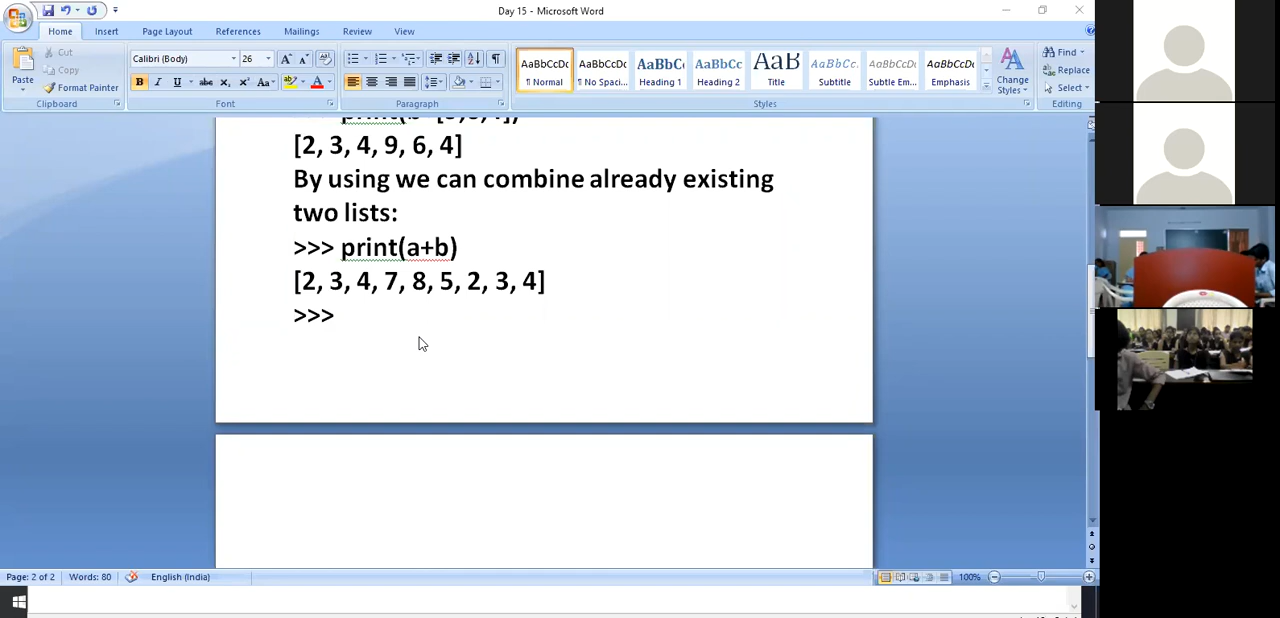 Day 15 - Microsoft Word
Home Insert Page Layout References Mailings Review View
Paste
Cut
Copy
Format Painter
Clipboard
Calibri (Body) 26
Font
Paragraph
AaBbCcDc AaBbCcDc AaBbC AaBbCc AaB AaBbCc. AaBbCcDc AaBbCcDc
¶ Normal ¶ No Spaci... Heading 1 Heading 2 Title Subtitle Subtle Em... Emphasis
Change Styles
Styles
Find
Replace
Select
Editing
[2, 3, 4, 9, 6, 4]
By using we can combine already existing
two lists:
>>> print(a+b)
[2, 3, 4, 7, 8, 5, 2, 3, 4]
>>>
Page: 2 of 2 Words: 80 English (India) 100%